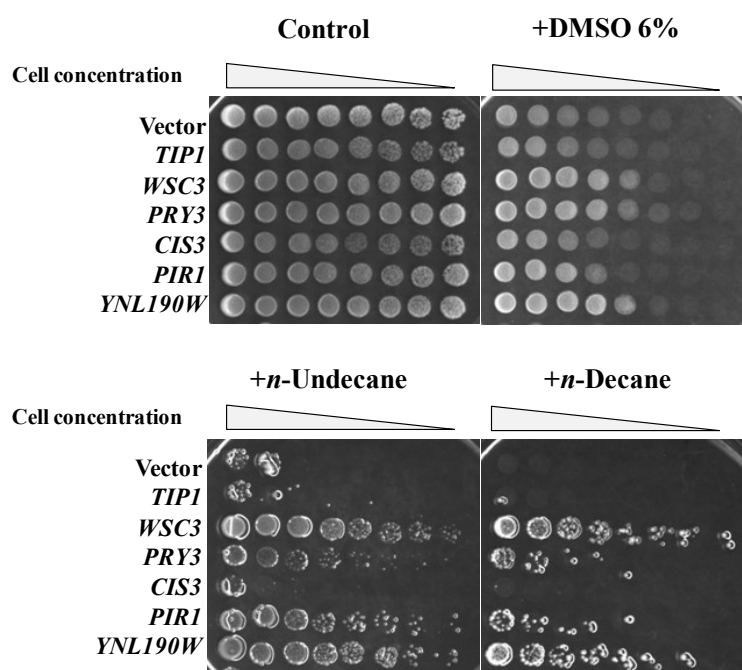 Control
+DMSO 6%
Cell concentration
Vector
TIP1
WSC3
PRY3
CIS3
PIR1
YNL190W
+n-Undecane
+n-Decane
Cell concentration
Vector
TIP1
WSC3
PRY3
CIS3
PIR1
YNL190W